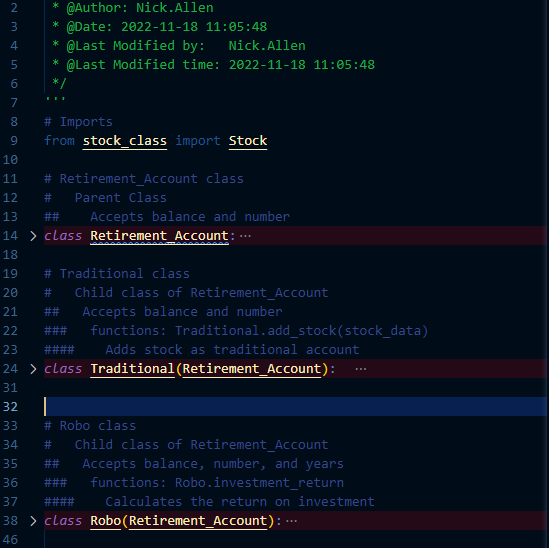 2 * @Author: Nick.Allen
3 * @Date: 2022-11-18 11:05:48
4 * @Last Modified by:   Nick.Allen
5 * @Last Modified time: 2022-11-18 11:05:48
6 */
7 '''
8 # Imports
9 from stock_class import Stock
10
11 # Retirement_Account class
12 #   Parent Class
13 ##    Accepts balance and number
14 > class Retirement_Account: ···
18
19 # Traditional class
20 #   Child class of Retirement_Account
21 ##   Accepts balance and number
22 ###   functions: Traditional.add_stock(stock_data)
23 ####    Adds stock as traditional account
24 > class Traditional(Retirement_Account): ···
31
32
33 # Robo class
34 #   Child class of Retirement_Account
35 ##   Accepts balance, number, and years
36 ###   functions: Robo.investment_return
37 ####    Calculates the return on investment
38 > class Robo(Retirement_Account): ···
46